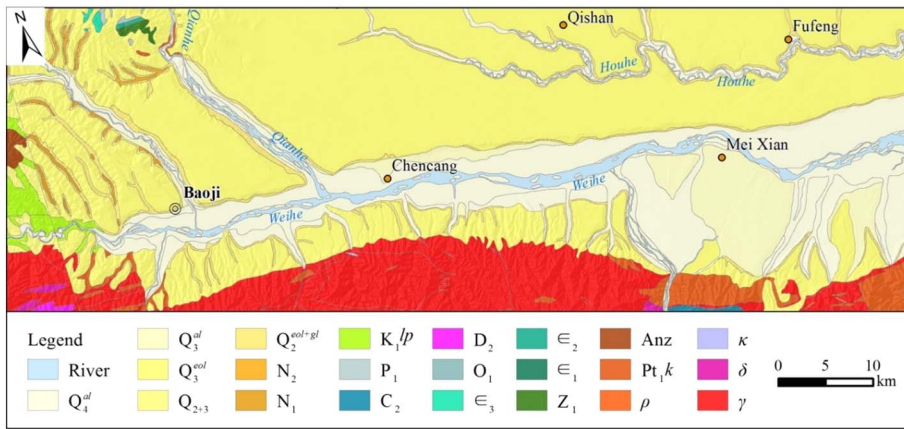 N
Qianhe
Qishan
Fufeng
Houhe
Houhe
Qianhe
Mei Xian
Chencang
Baoji
Weihe
Weihe
Legend
River
Q₄ᵃˡ
Q₃ᵃˡ
Q₃ᵉᵒˡ
Q₂₊₃
Q₂ᵉᵒˡ⁺ᵍˡ
N₂
N₁
K₁lp
P₁
C₂
D₂
O₁
∈₃
∈₂
∈₁
Z₁
Anz
Pt₁k
ρ
κ
δ
γ
0 5 10
km